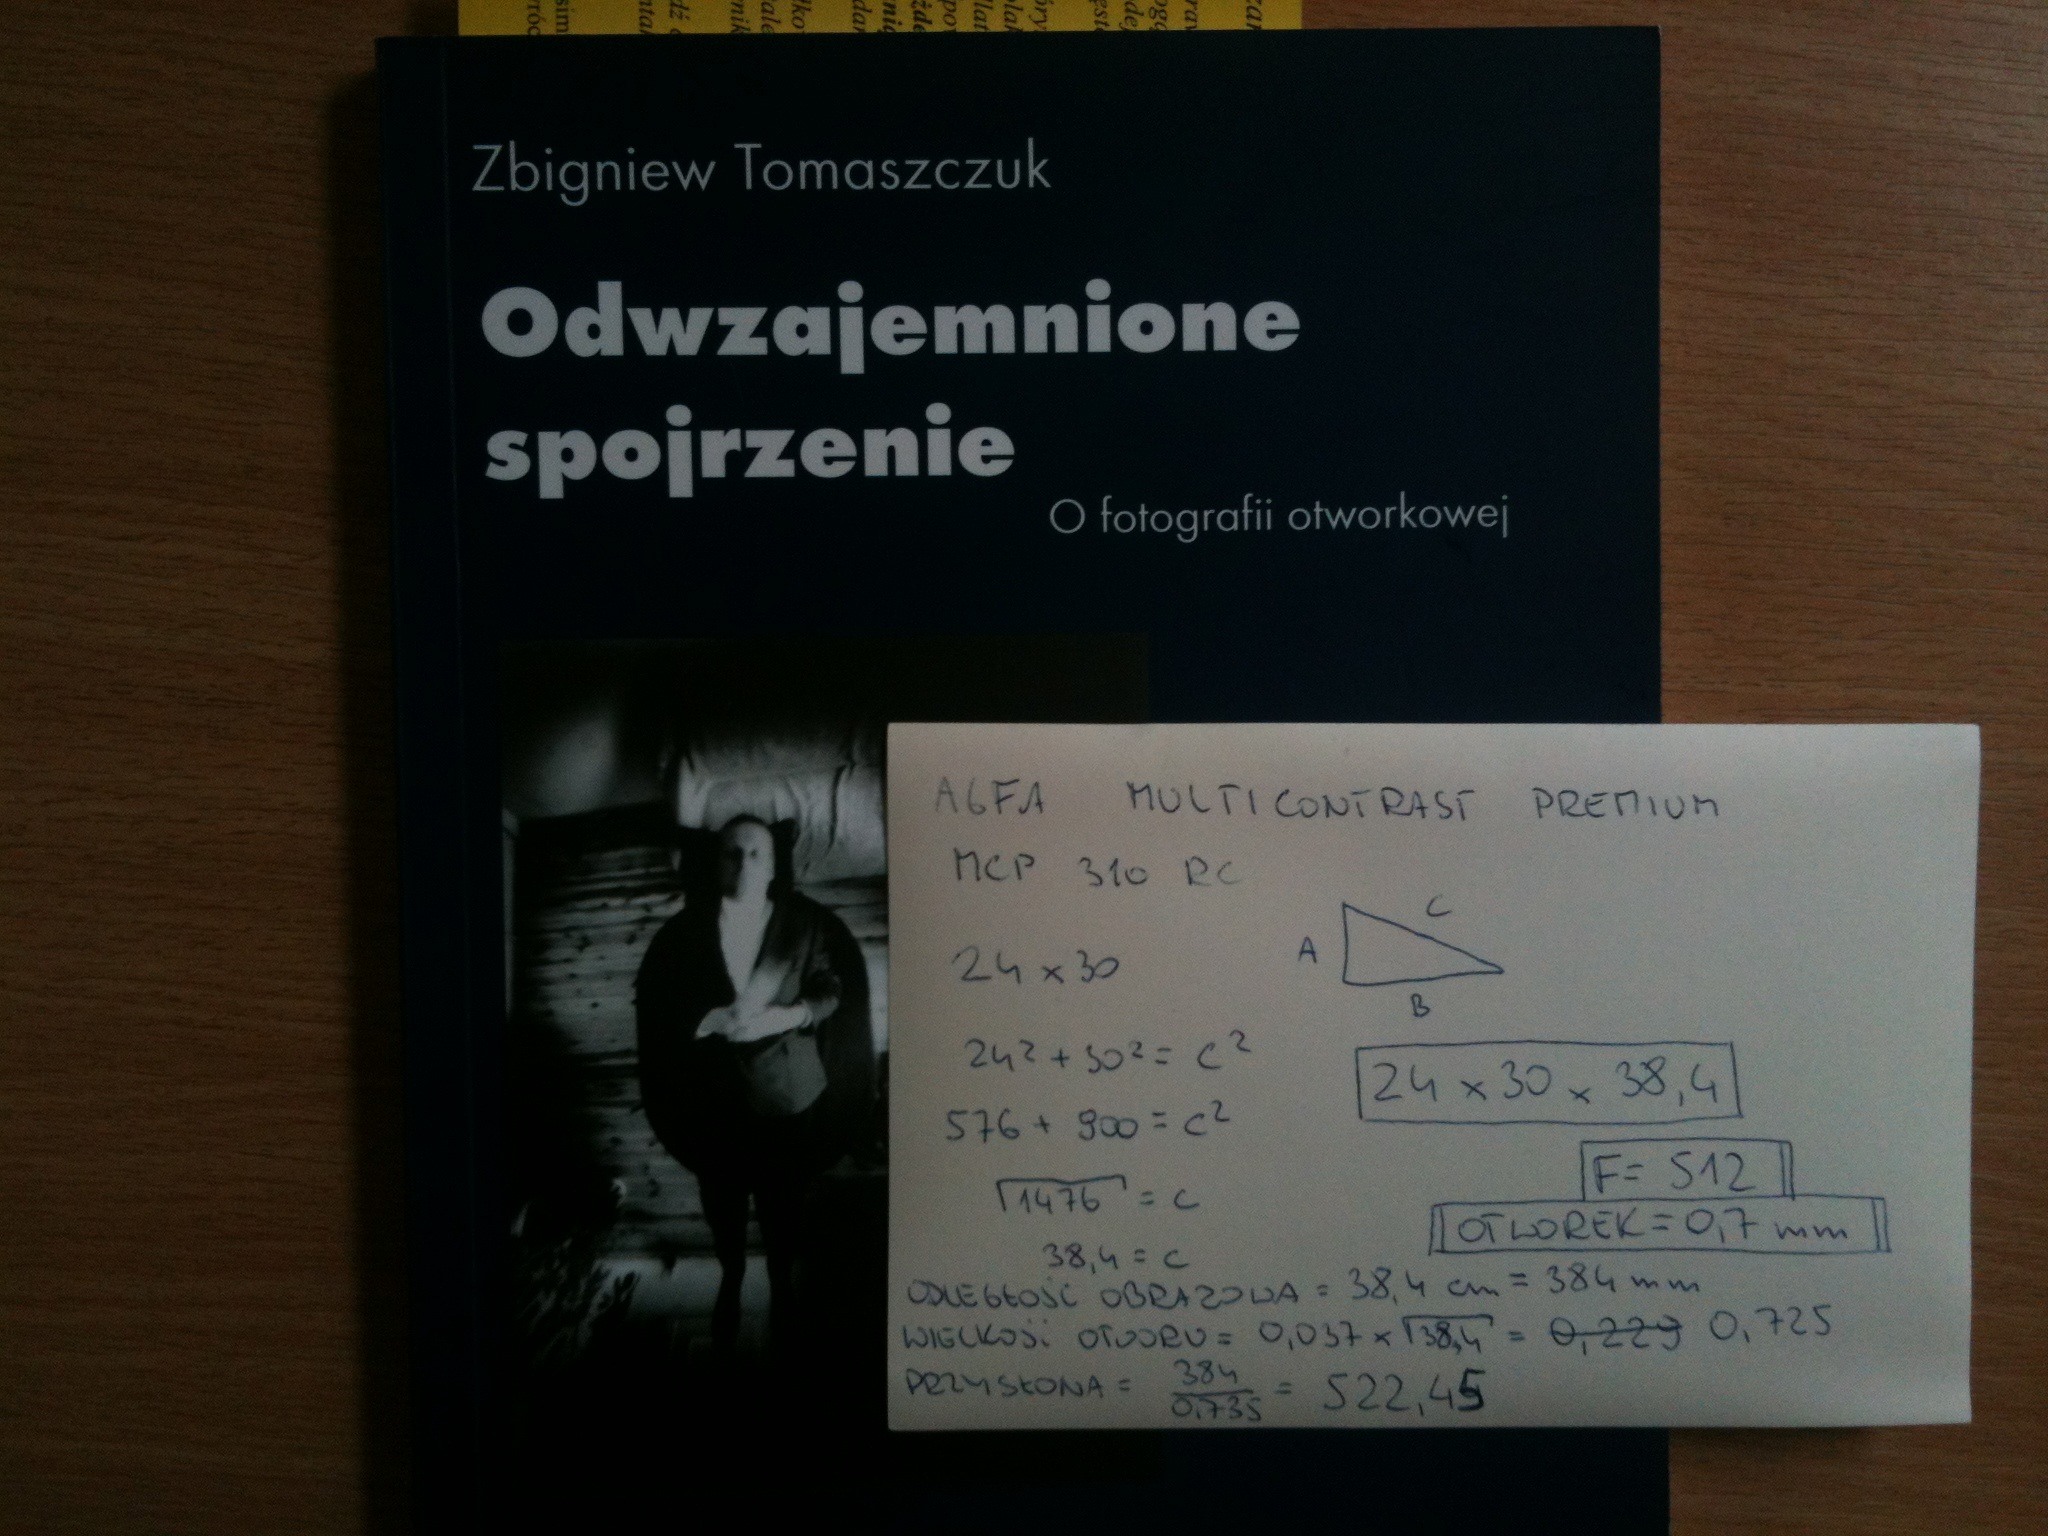 Zbigniew Tomaszczuk
Odwzajemnione
spojrzenie
O fotografii otworkowej
AGFA MULTICONTRAST PREMIUM
MCP 310 RC
24 x 30
A
B
C
24² + 30² = C²
576 + 900 = C²
√1476 = C
38,4 = C
24 x 30 x 38,4
F = 512
OTWOREK = 0,7 mm
ODLEGŁOŚĆ OBRAZOWA = 38,4 cm = 384 mm
WIELKOŚĆ OTWORU = 0,037 x √38,4 = 0,229 0,725
PRZYSŁONA = 384/0,735 = 522,45